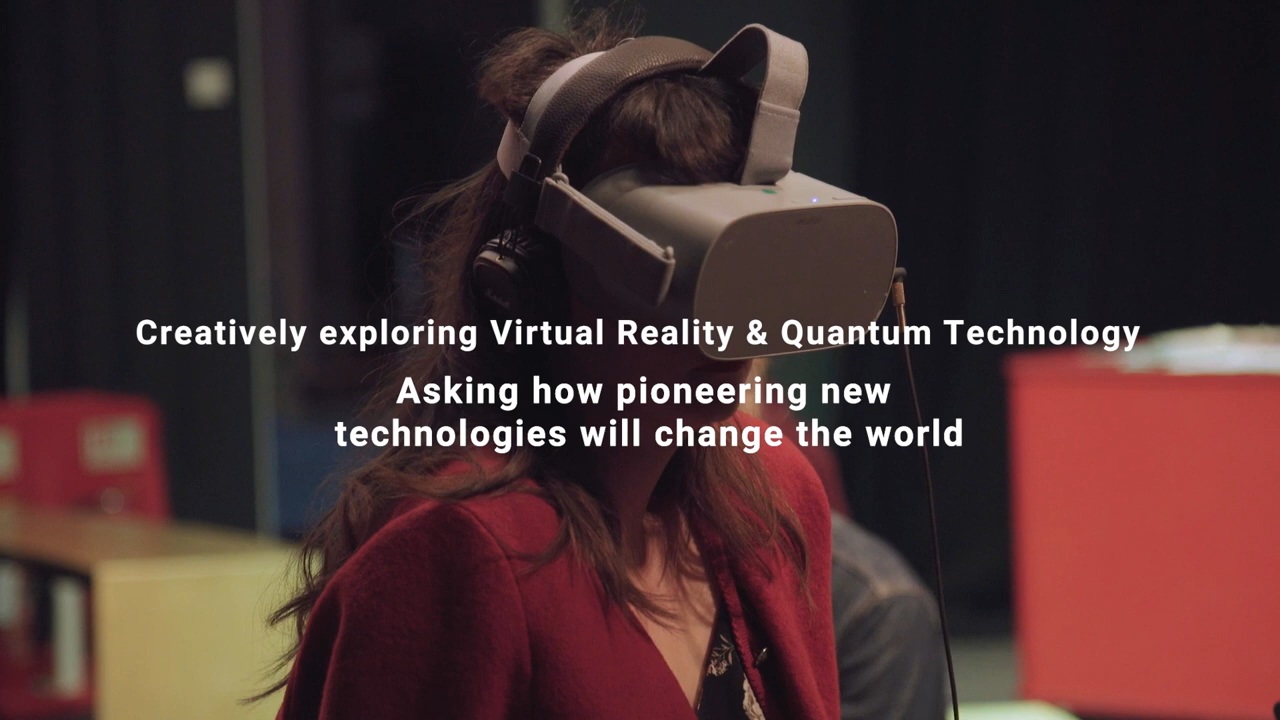 Creatively exploring Virtual Reality & Quantum Technology
Asking how pioneering new
technologies will change the world